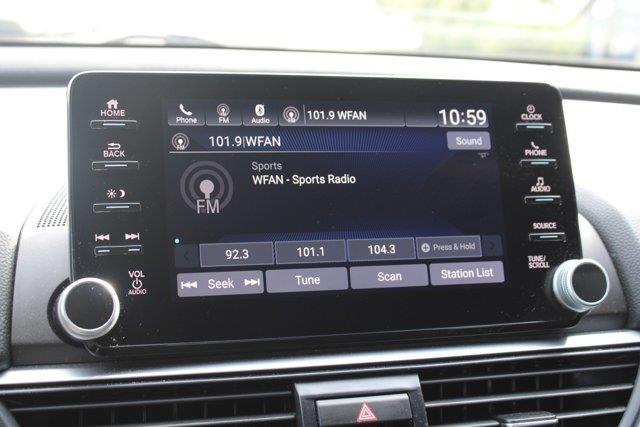 HOME
BACK
VOL
AUDIO
Phone
FM
Audio
101.9 WFAN
10:59
FM
101.9|WFAN
Sound
Sports
WFAN - Sports Radio
FM
92.3
101.1
104.3
Press & Hold
Seek
Tune
Scan
Station List
CLOCK
PHONE
AUDIO
SOURCE
TUNE/
SCROLL